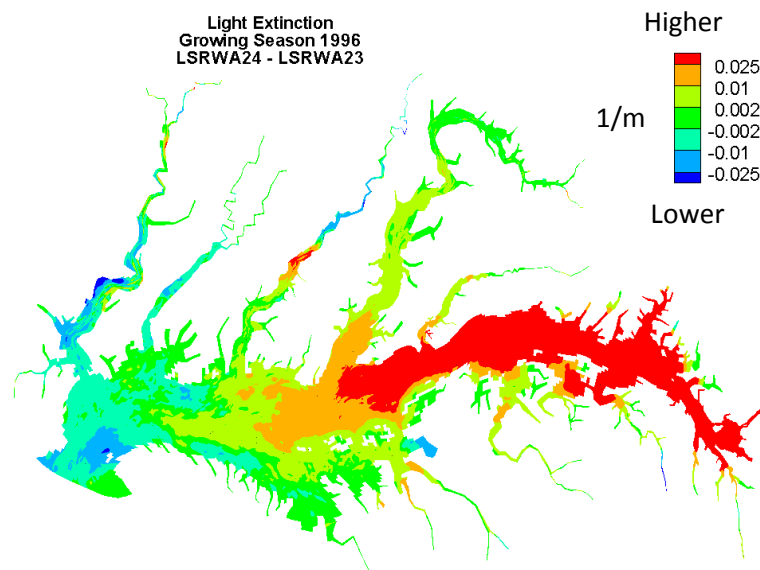 Light Extinction
Growing Season 1996
LSRWA24 - LSRWA23
Higher
1/m
0.025
0.01
0.002
-0.002
-0.01
-0.025
Lower